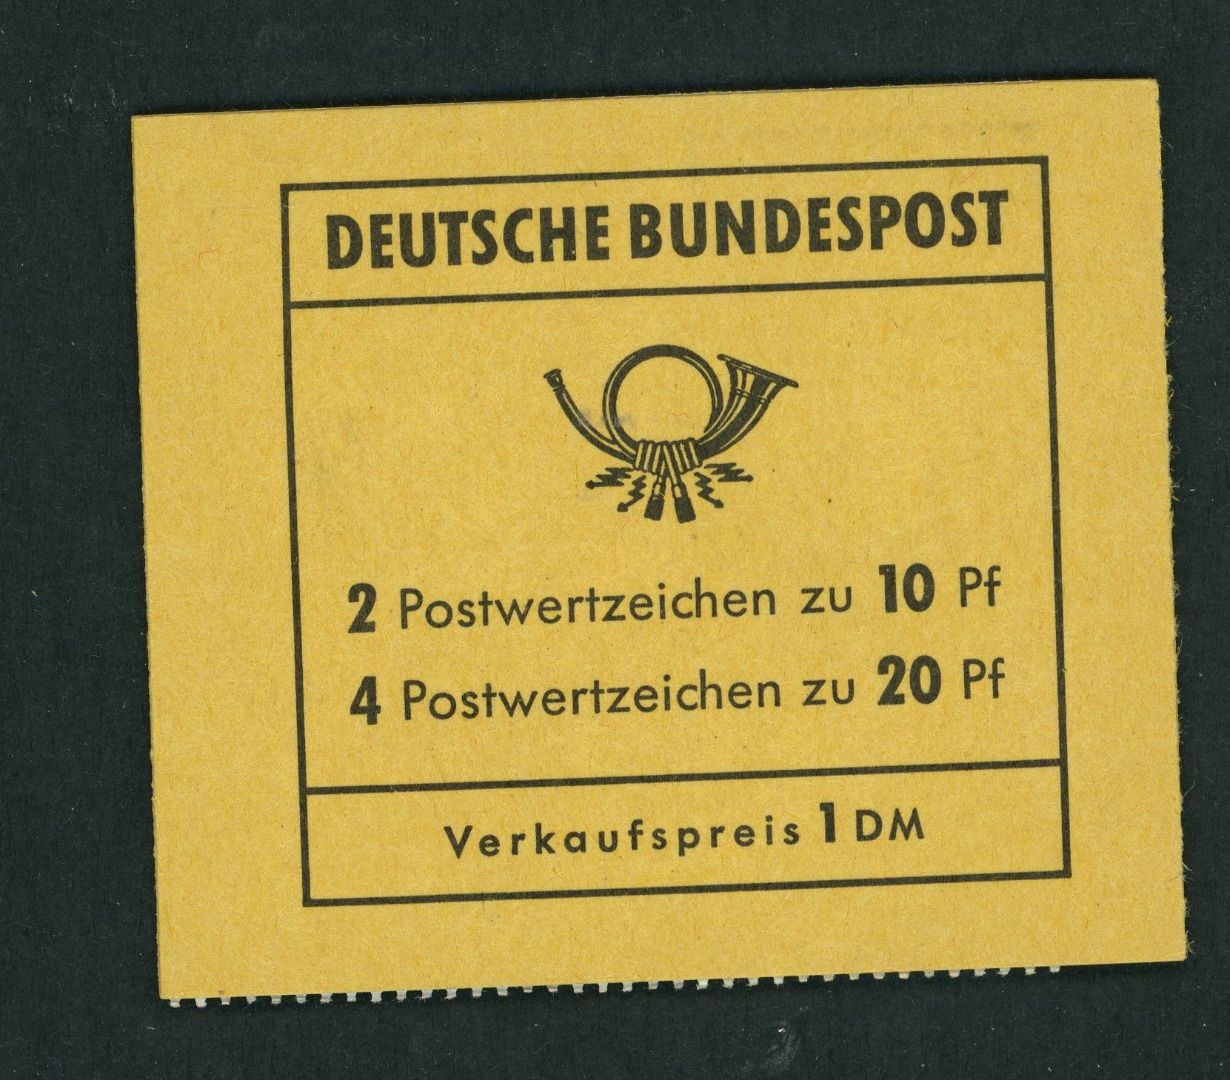 DEUTSCHE BUNDESPOST
2 Postwertzeichen zu 10 Pf
4 Postwertzeichen zu 20 Pf
Verkaufspreis 1 DM